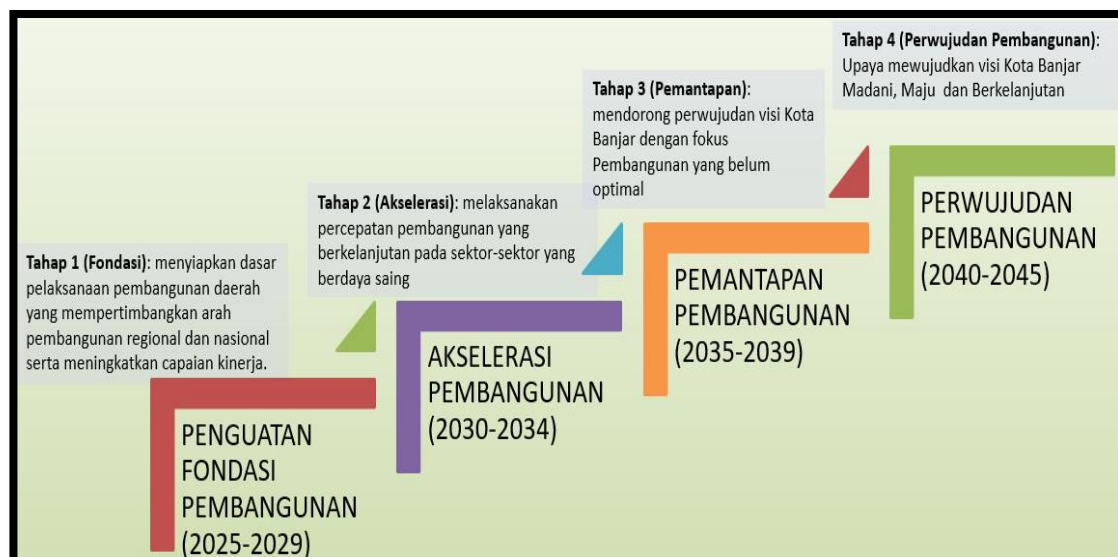 Tahap 1 (Fondasi): menyiapkan dasar
pelaksanaan pembangunan daerah
yang mempertimbangkan arah
pembangunan regional dan nasional
serta meningkatkan capaian kinerja.
PENGUATAN
FONDASI
PEMBANGUNAN
(2025-2029)
Tahap 2 (Akselerasi): melaksanakan
percepatan pembangunan yang
berkelanjutan pada sektor-sektor yang
berdaya saing
AKSELERASI
PEMBANGUNAN
(2030-2034)
Tahap 3 (Pemantapan):
mendorong perwujudan visi Kota
Banjar dengan fokus
Pembangunan yang belum
optimal
PEMANTAPAN
PEMBANGUNAN
(2035-2039)
Tahap 4 (Perwujudan Pembangunan):
Upaya mewujudkan visi Kota Banjar
Madani, Maju dan Berkelanjutan
PERWUJUDAN
PEMBANGUNAN
(2040-2045)